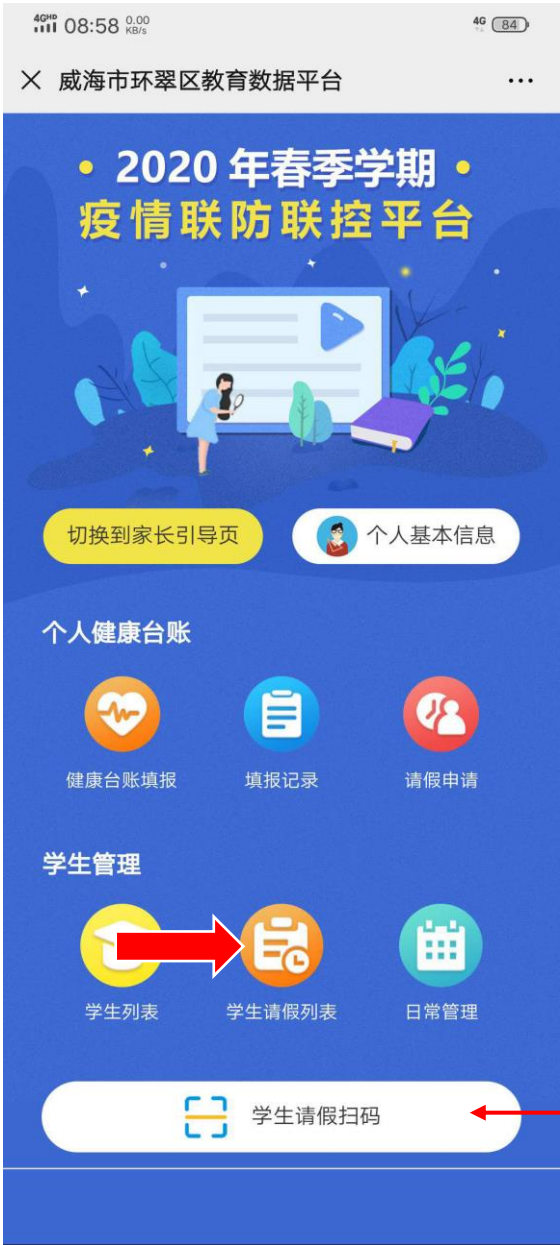 4GHD 08:58 0.00 KB/s 4G 84
威海市环翠区教育数据平台
2020 年春季学期
疫情联防联控平台
切换到家长引导页 个人基本信息
个人健康台账
健康台账填报 填报记录 请假申请
学生管理
学生列表 学生请假列表 日常管理
学生请假扫码